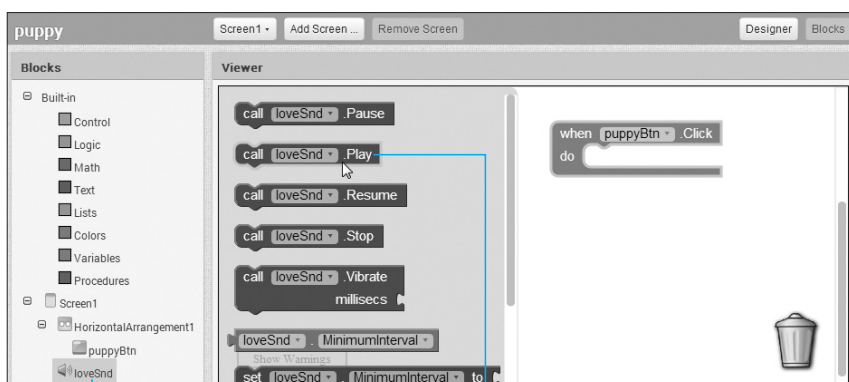 puppy
Screen1
Add Screen ...
Remove Screen
Designer
Blocks
Blocks
Viewer
Built-in
Control
Logic
Math
Text
Lists
Colors
Variables
Procedures
Screen1
HorizontalArrangement1
puppyBtn
loveSnd
call loveSnd .Pause
call loveSnd .Play
call loveSnd .Resume
call loveSnd .Stop
call loveSnd .Vibrate
millisecs
loveSnd . MinimumInterval
Show Warnings
set loveSnd . MinimumInterval to
when puppyBtn .Click
do